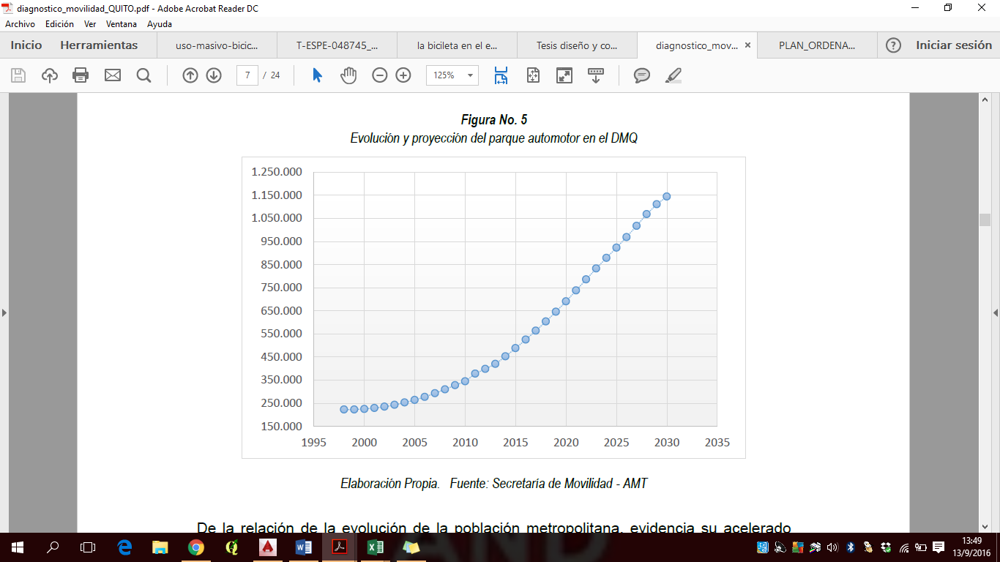 diagnostico_movilidad_QUITO.pdf - Adobe Acrobat Reader DC
Archivo Edición Ver Ventana Ayuda
Inicio Herramientas uso-masivo-bicic... T-ESPE-048745_... la bicileta en el e... Tesis diseño y co... diagnostico_mov... × PLAN_ORDENA... Iniciar sesión
7 / 24 125%
Figura No. 5
Evolución y proyección del parque automotor en el DMQ
1.250.000
1.150.000
1.050.000
950.000
850.000
750.000
650.000
550.000
450.000
350.000
250.000
150.000
1995 2000 2005 2010 2015 2020 2025 2030 2035
Elaboración Propia. Fuente: Secretaría de Movilidad - AMT
De la relación de la evolución de la población metropolitana, evidencia su acelerado
AND
13:49
13/9/2016